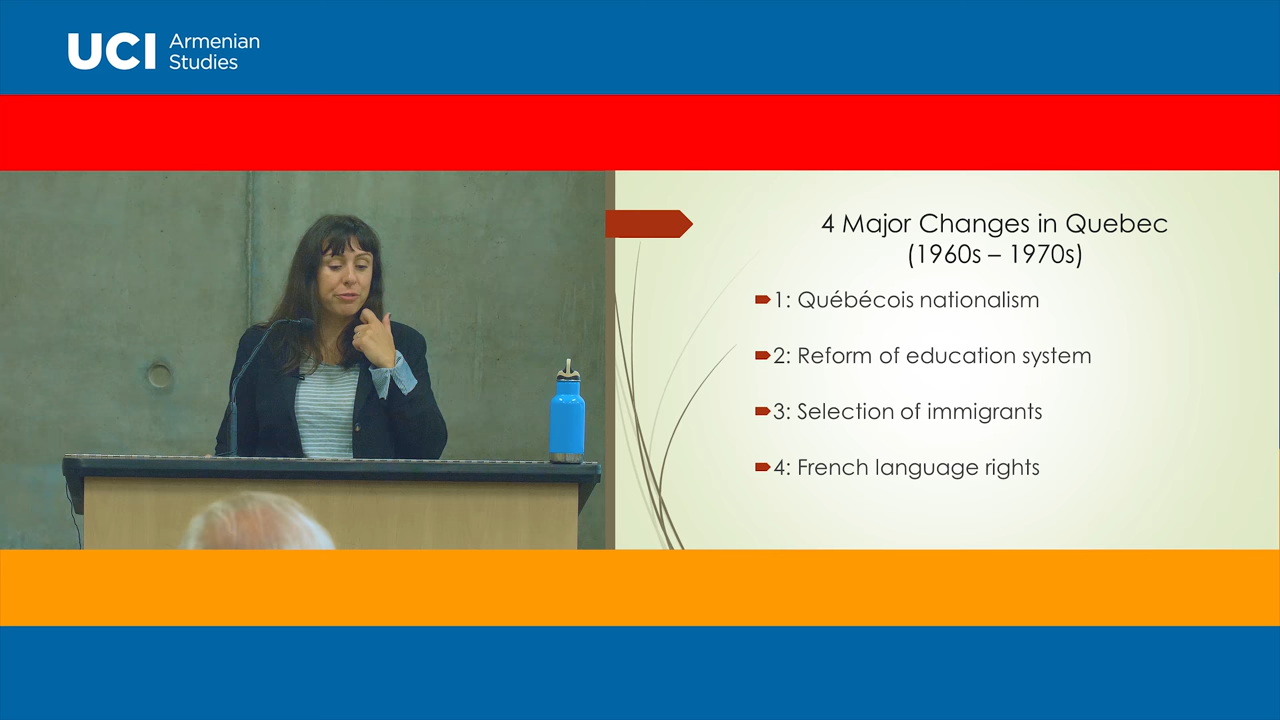 UCI Armenian
Studies
4 Major Changes in Quebec
(1960s – 1970s)
1: Québécois nationalism
2: Reform of education system
3: Selection of immigrants
4: French language rights